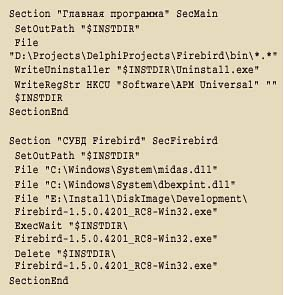 Section "Главная программа" SecMain
SetOutPath "$INSTDIR"
File
"D:\Projects\DelphiProjects\Firebird\bin\*.*"
WriteUninstaller "$INSTDIR\Uninstall.exe"
WriteRegStr HKCU "Software\APM Universal" ""
$INSTDIR
SectionEnd
Section "СУБД Firebird" SecFirebird
SetOutPath "$INSTDIR"
File "C:\Windows\System\midas.dll"
File "C:\Windows\System\dbexpint.dll"
File "E:\Install\DiskImage\Development\
Firebird-1.5.0.4201_RC8-Win32.exe"
ExecWait "$INSTDIR\
Firebird-1.5.0.4201_RC8-Win32.exe"
Delete "$INSTDIR\
Firebird-1.5.0.4201_RC8-Win32.exe"
SectionEnd